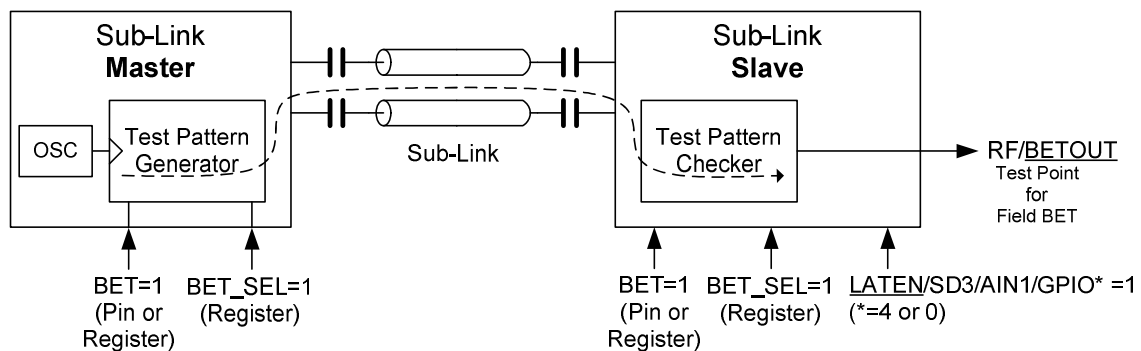 Sub-Link
Master
OSC
Test Pattern
Generator
Sub-Link
Sub-Link
Slave
Test Pattern
Checker
RF/BETOUT
Test Point
for
Field BET
BET=1
(Pin or
Register)
BET_SEL=1
(Register)
BET=1
(Pin or
Register)
BET_SEL=1
(Register)
LATEN/SD3/AIN1/GPIO* =1
(*=4 or 0)